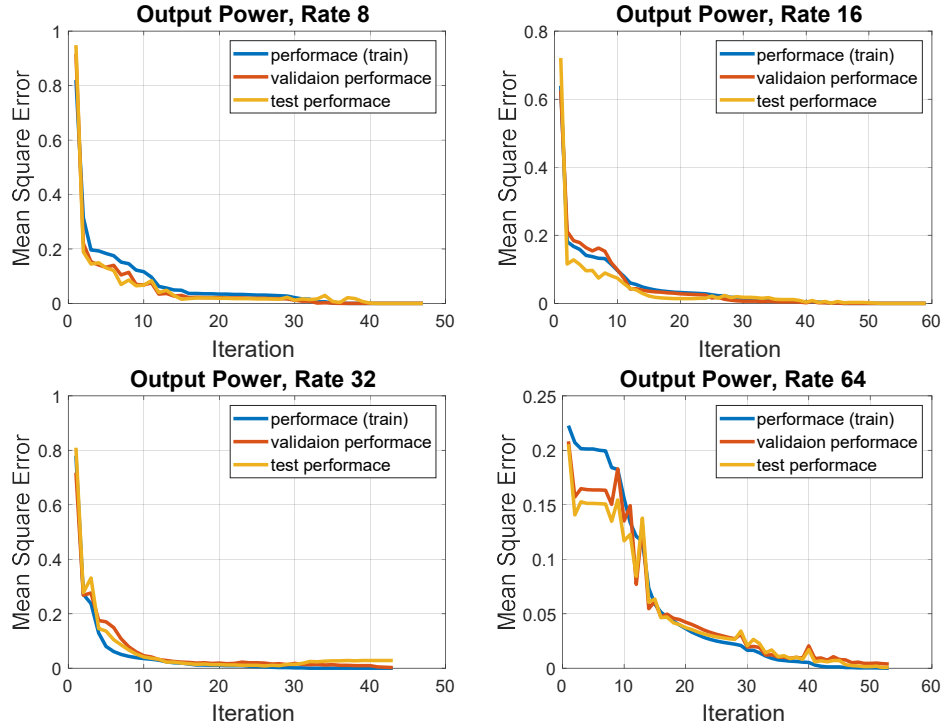 Output Power, Rate 8
Mean Square Error
1
0.8
0.6
0.4
0.2
0
performace (train)
validaion performace
test performace
0 10 20 30 40 50
Iteration
Output Power, Rate 16
Mean Square Error
0.8
0.6
0.4
0.2
0
performace (train)
validaion performace
test performace
0 10 20 30 40 50 60
Iteration
Output Power, Rate 32
Mean Square Error
1
0.8
0.6
0.4
0.2
0
performace (train)
validaion performace
test performace
0 10 20 30 40 50
Iteration
Output Power, Rate 64
Mean Square Error
0.25
0.2
0.15
0.1
0.05
0
performace (train)
validaion performace
test performace
0 10 20 30 40 50 60
Iteration